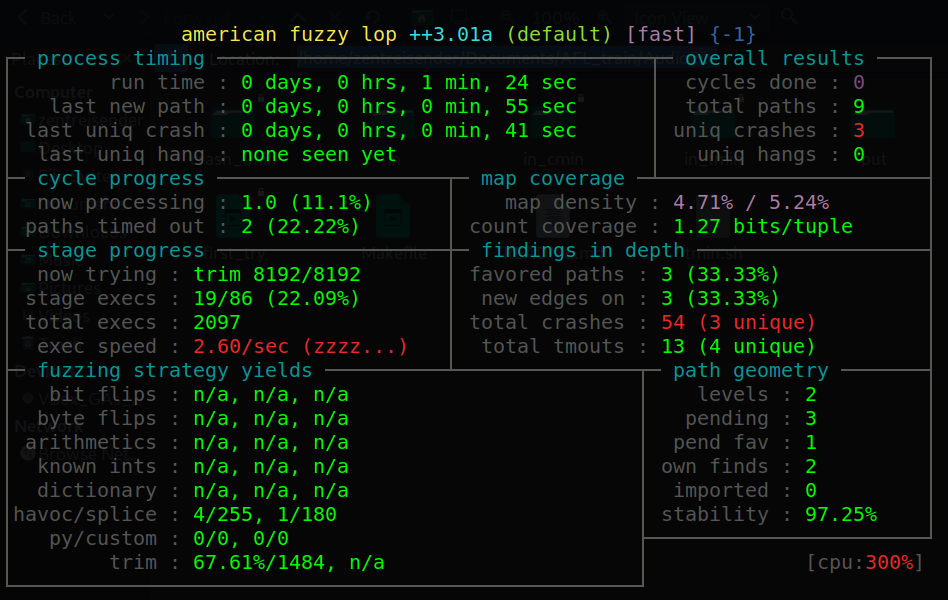 american fuzzy lop ++3.01a (default) [fast] {-1}
process timing overall results
run time : 0 days, 0 hrs, 1 min, 24 sec cycles done : 0
last new path : 0 days, 0 hrs, 0 min, 55 sec total paths : 9
last uniq crash : 0 days, 0 hrs, 0 min, 41 sec uniq crashes : 3
last uniq hang : none seen yet uniq hangs : 0
cycle progress map coverage
now processing : 1.0 (11.1%) map density : 4.71% / 5.24%
paths timed out : 2 (22.22%) count coverage : 1.27 bits/tuple
stage progress findings in depth
now trying : trim 8192/8192 favored paths : 3 (33.33%)
stage execs : 19/86 (22.09%) new edges on : 3 (33.33%)
total execs : 2097 total crashes : 54 (3 unique)
exec speed : 2.60/sec (zzzz...) total tmouts : 13 (4 unique)
fuzzing strategy yields path geometry
bit flips : n/a, n/a, n/a levels : 2
byte flips : n/a, n/a, n/a pending : 3
arithmetics : n/a, n/a, n/a pend fav : 1
known ints : n/a, n/a, n/a own finds : 2
dictionary : n/a, n/a, n/a imported : 0
havoc/splice : 4/255, 1/180 stability : 97.25%
py/custom : 0/0, 0/0
trim : 67.61%/1484, n/a [cpu:300%]